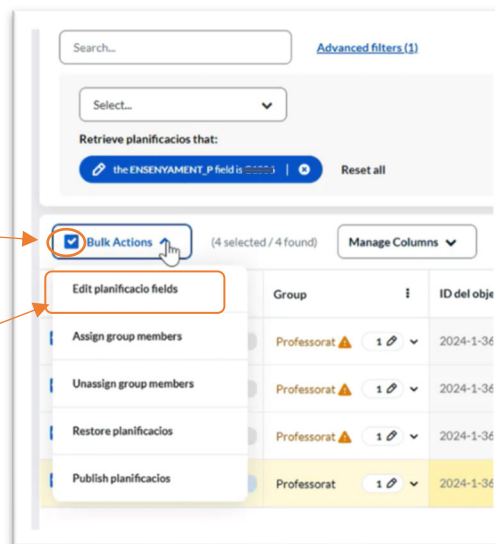 Search...
Advanced filters (1)
Select...
Retrieve planificacios that:
the ENSENYAMENT_P field is
Reset all
Bulk Actions
(4 selected / 4 found)
Manage Columns
Edit planificacio fields
Group
ID del obje
Assign group members
Professorat
1
2024-1-36
Unassign group members
Professorat
1
2024-1-36
Restore planificacios
Professorat
1
2024-1-36
Publish planificacios
Professorat
1
2024-1-36